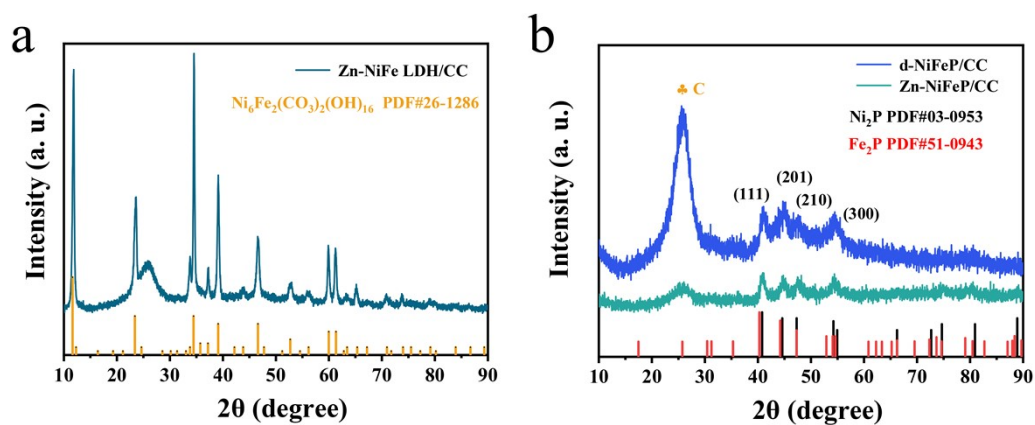 a
Intensity (a. u.)
Zn-NiFe LDH/CC
Ni₆Fe₂(CO₃)₂(OH)₁₆ PDF#26-1286
10 20 30 40 50 60 70 80 90
2θ (degree)
b
Intensity (a. u.)
d-NiFeP/CC
Zn-NiFeP/CC
Ni₂P PDF#03-0953
Fe₂P PDF#51-0943
♣ C
(111)
(201)
(210)
(300)
10 20 30 40 50 60 70 80 90
2θ (degree)